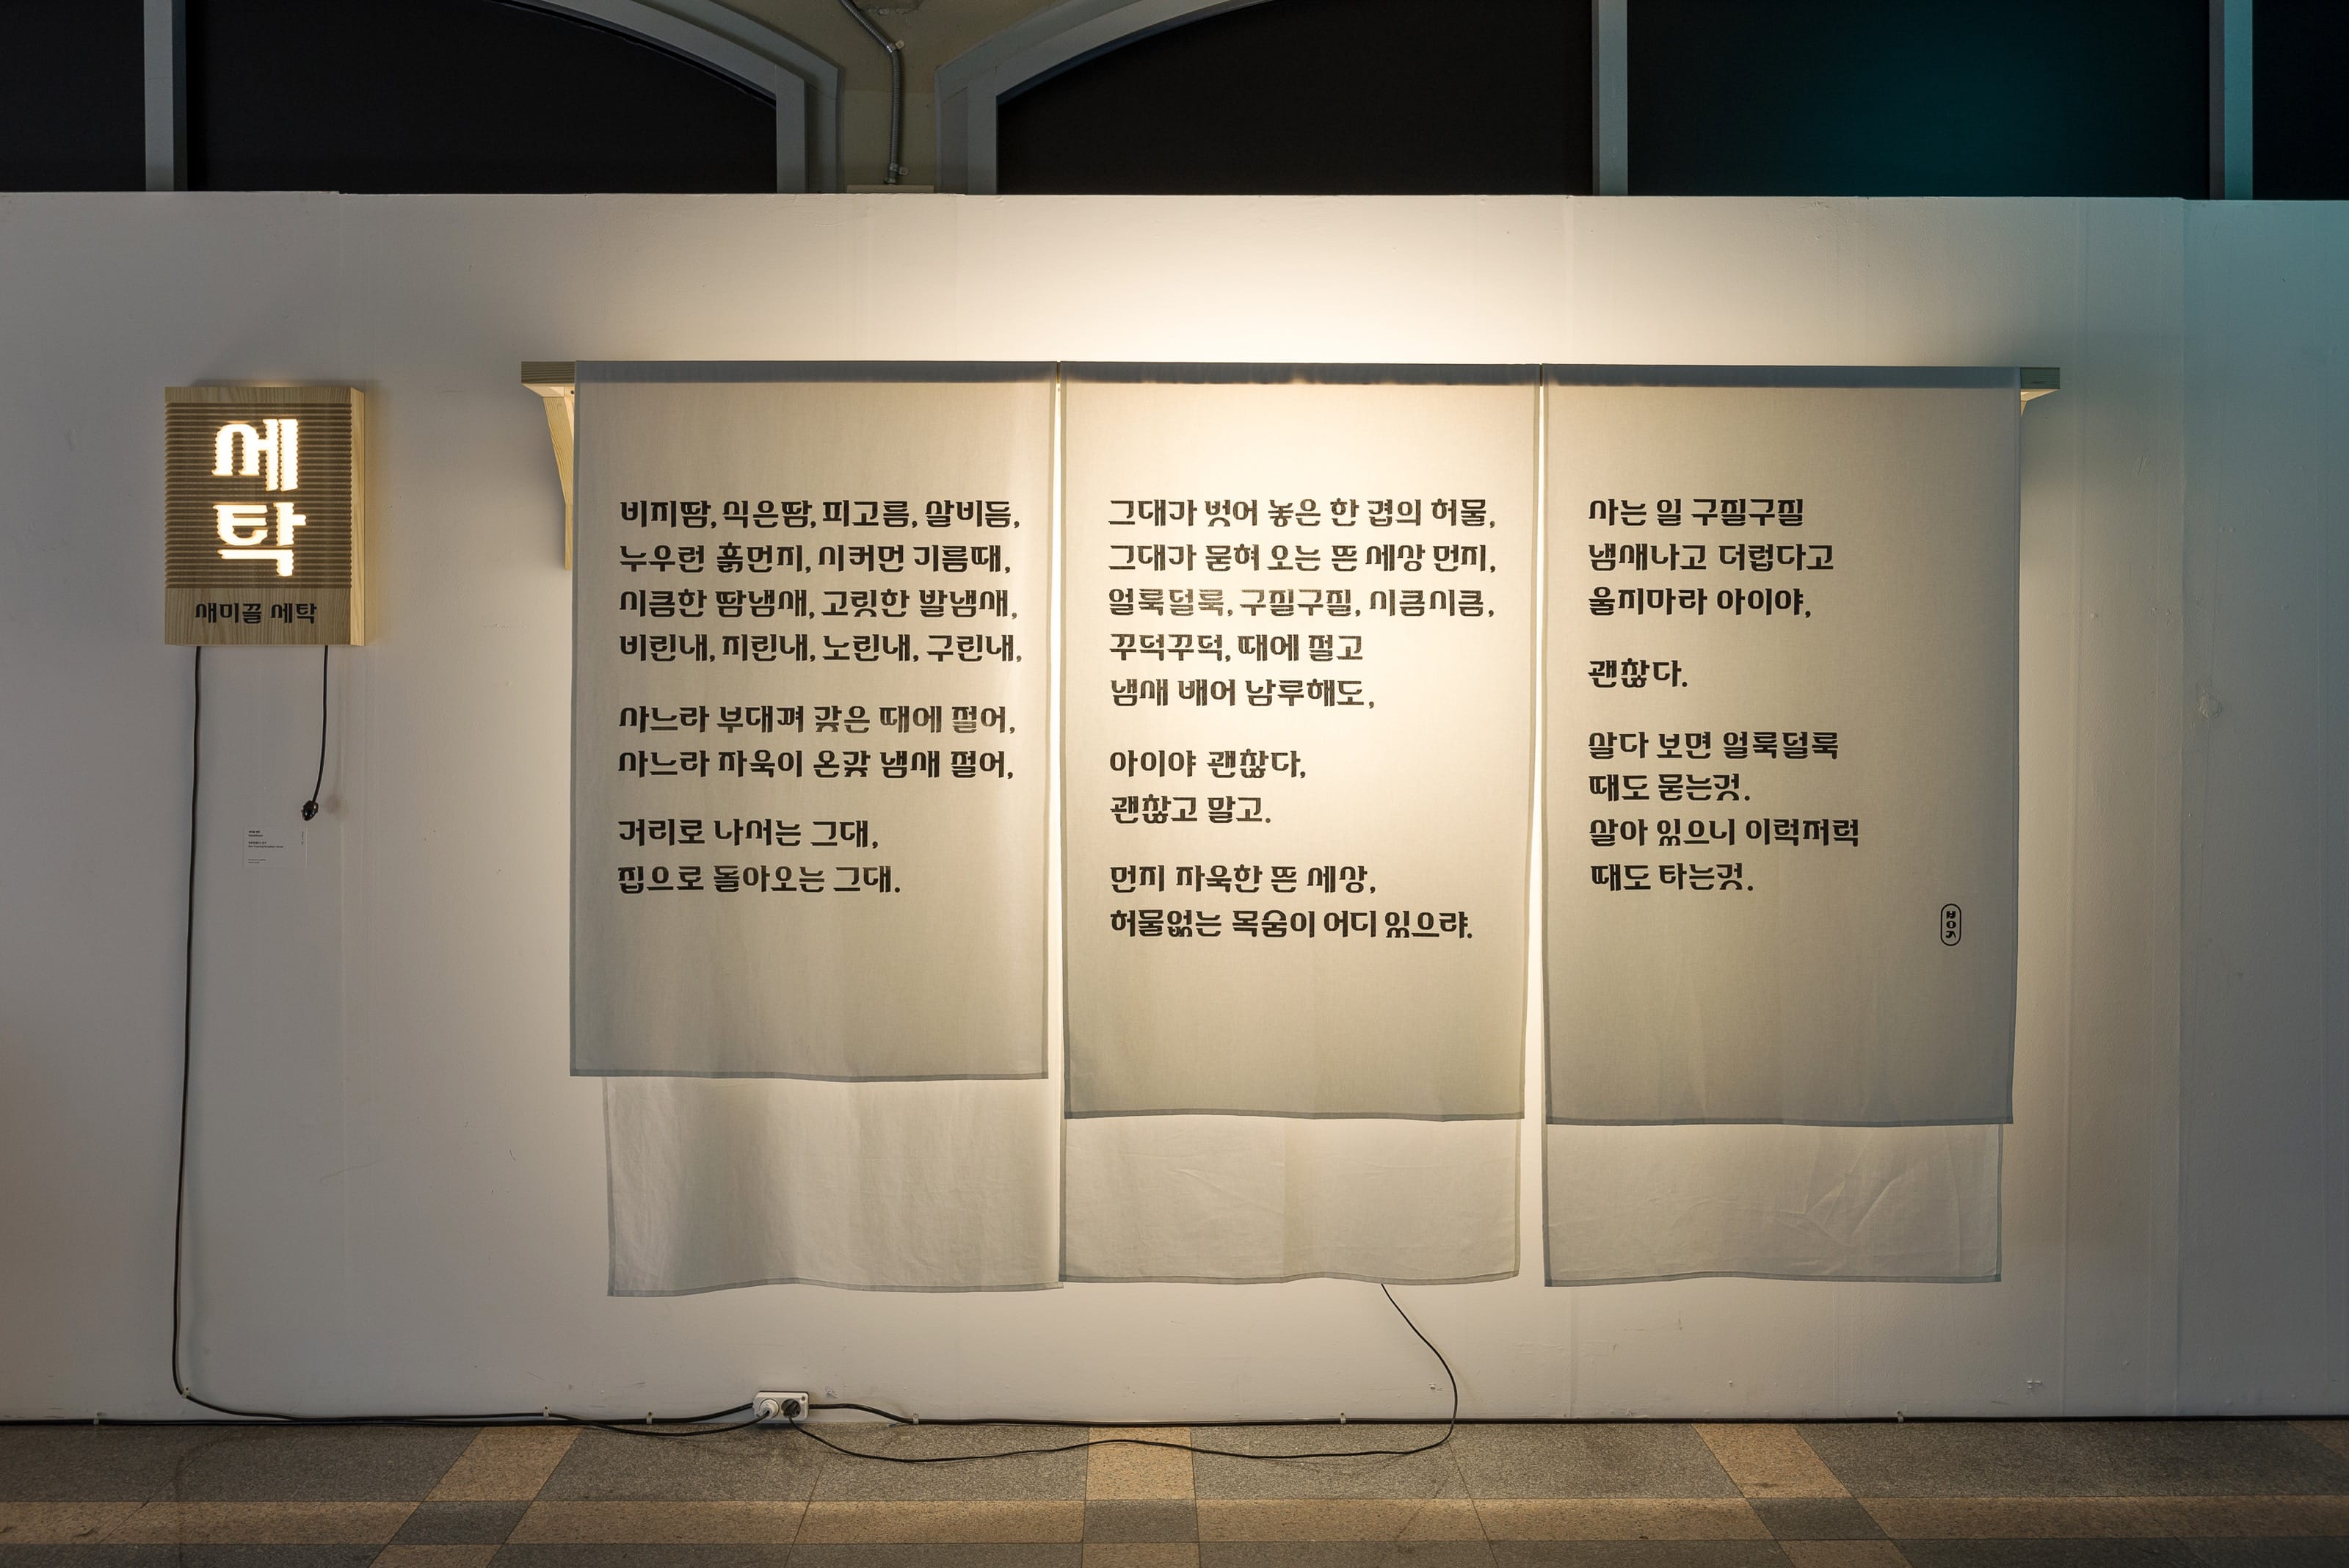 세
탁
새미끌 세탁
비지땀, 식은땀, 피고름, 살비듬,
누우런 흙먼지, 시커먼 기름때,
시큼한 땀냄새, 고릿한 발냄새,
비린내, 지린내, 노린내, 구린내,
사느라 부대껴 갖은 때에 절어,
사느라 자욱이 온갖 냄새 절어,
거리로 나서는 그대,
집으로 돌아오는 그대.
그대가 벗어 놓은 한 겹의 허물,
그대가 묻혀 오는 뜬 세상 먼지,
얼룩덜룩, 구질구질, 시큼시큼,
꾸덕꾸덕, 때에 절고
냄새 배어 남루해도,
아이야 괜찮다,
괜찮고 말고.
먼지 자욱한 뜬 세상,
허물없는 목숨이 어디 있으랴.
사는 일 구질구질
냄새나고 더럽다고
울지마라 아이야,
괜찮다.
살다 보면 얼룩덜룩
때도 묻는것.
살아 있으니 이럭저럭
때도 타는것.